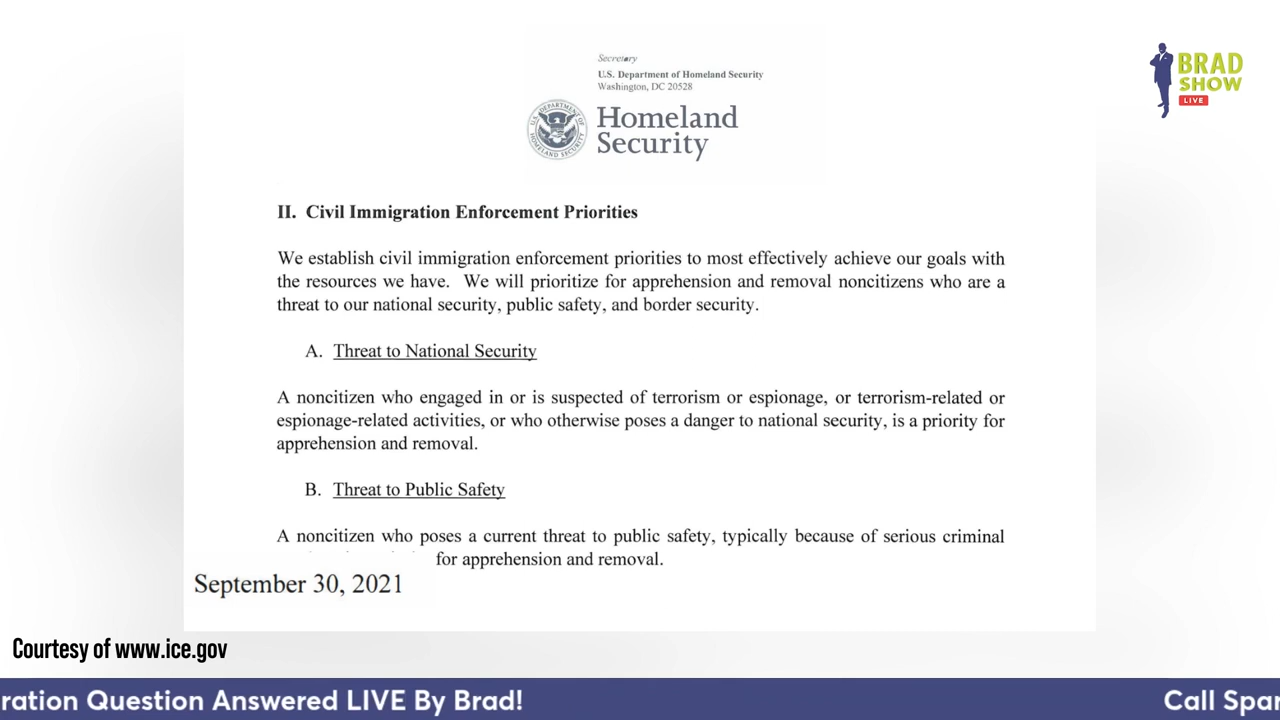 Secretary
U.S. Department of Homeland Security
Washington, DC 20528
Homeland
Security
BRAD
SHOW
LIVE
II. Civil Immigration Enforcement Priorities
We establish civil immigration enforcement priorities to most effectively achieve our goals with
the resources we have. We will prioritize for apprehension and removal noncitizens who are a
threat to our national security, public safety, and border security.
A. Threat to National Security
A noncitizen who engaged in or is suspected of terrorism or espionage, or terrorism-related or
espionage-related activities, or who otherwise poses a danger to national security, is a priority for
apprehension and removal.
B. Threat to Public Safety
A noncitizen who poses a current threat to public safety, typically because of serious criminal
for apprehension and removal.
September 30, 2021
Courtesy of www.ice.gov
ration Question Answered LIVE By Brad!
Call Spar